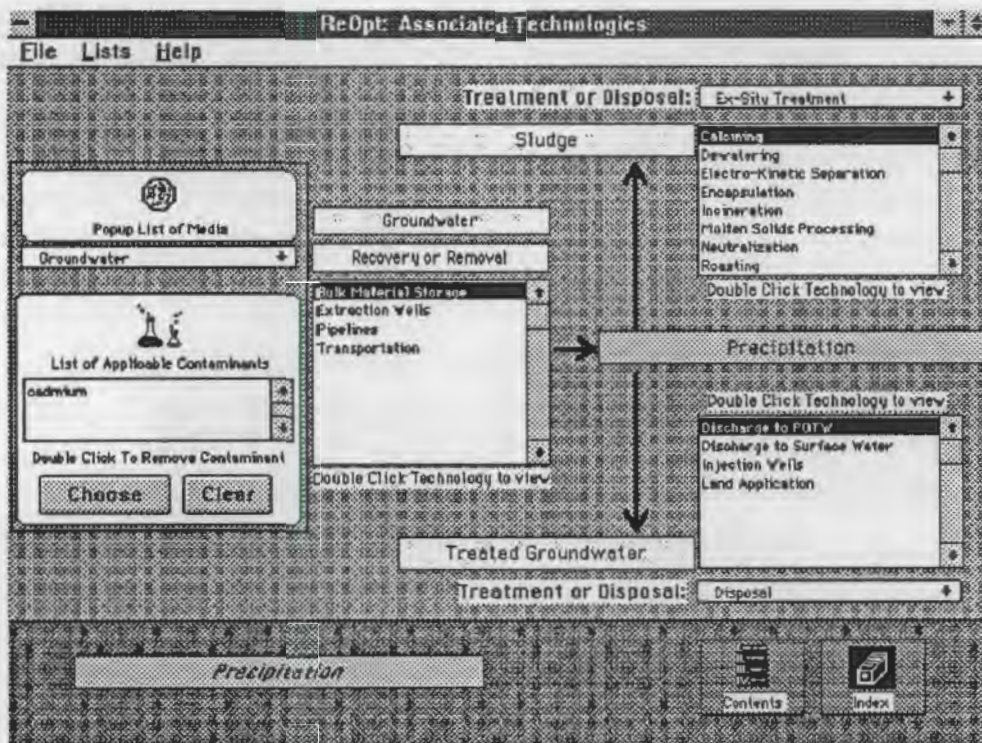 ReOpt: Associated Technologies
File Lists Help
Popup List of Media
Groundwater
List of Applicable Contaminants
cadmium
Double Click To Remove Contaminant
Choose Clear
Groundwater
Recovery or Removal
Bulk Material Storage
Extraction Wells
Pipelines
Transportation
Double Click Technology to view
Treatment or Disposal: Ex-Situ Treatment
Sludge
Calcining
Dewatering
Electro-Kinetic Separation
Encapsulation
Incineration
Molten Solids Processing
Neutralization
Roasting
Double Click Technology to view
Precipitation
Double Click Technology to view
Discharge to POTW
Discharge to Surface Water
Injection Wells
Land Application
Treated Groundwater
Treatment or Disposal: Disposal
Precipitation
Contents
Index